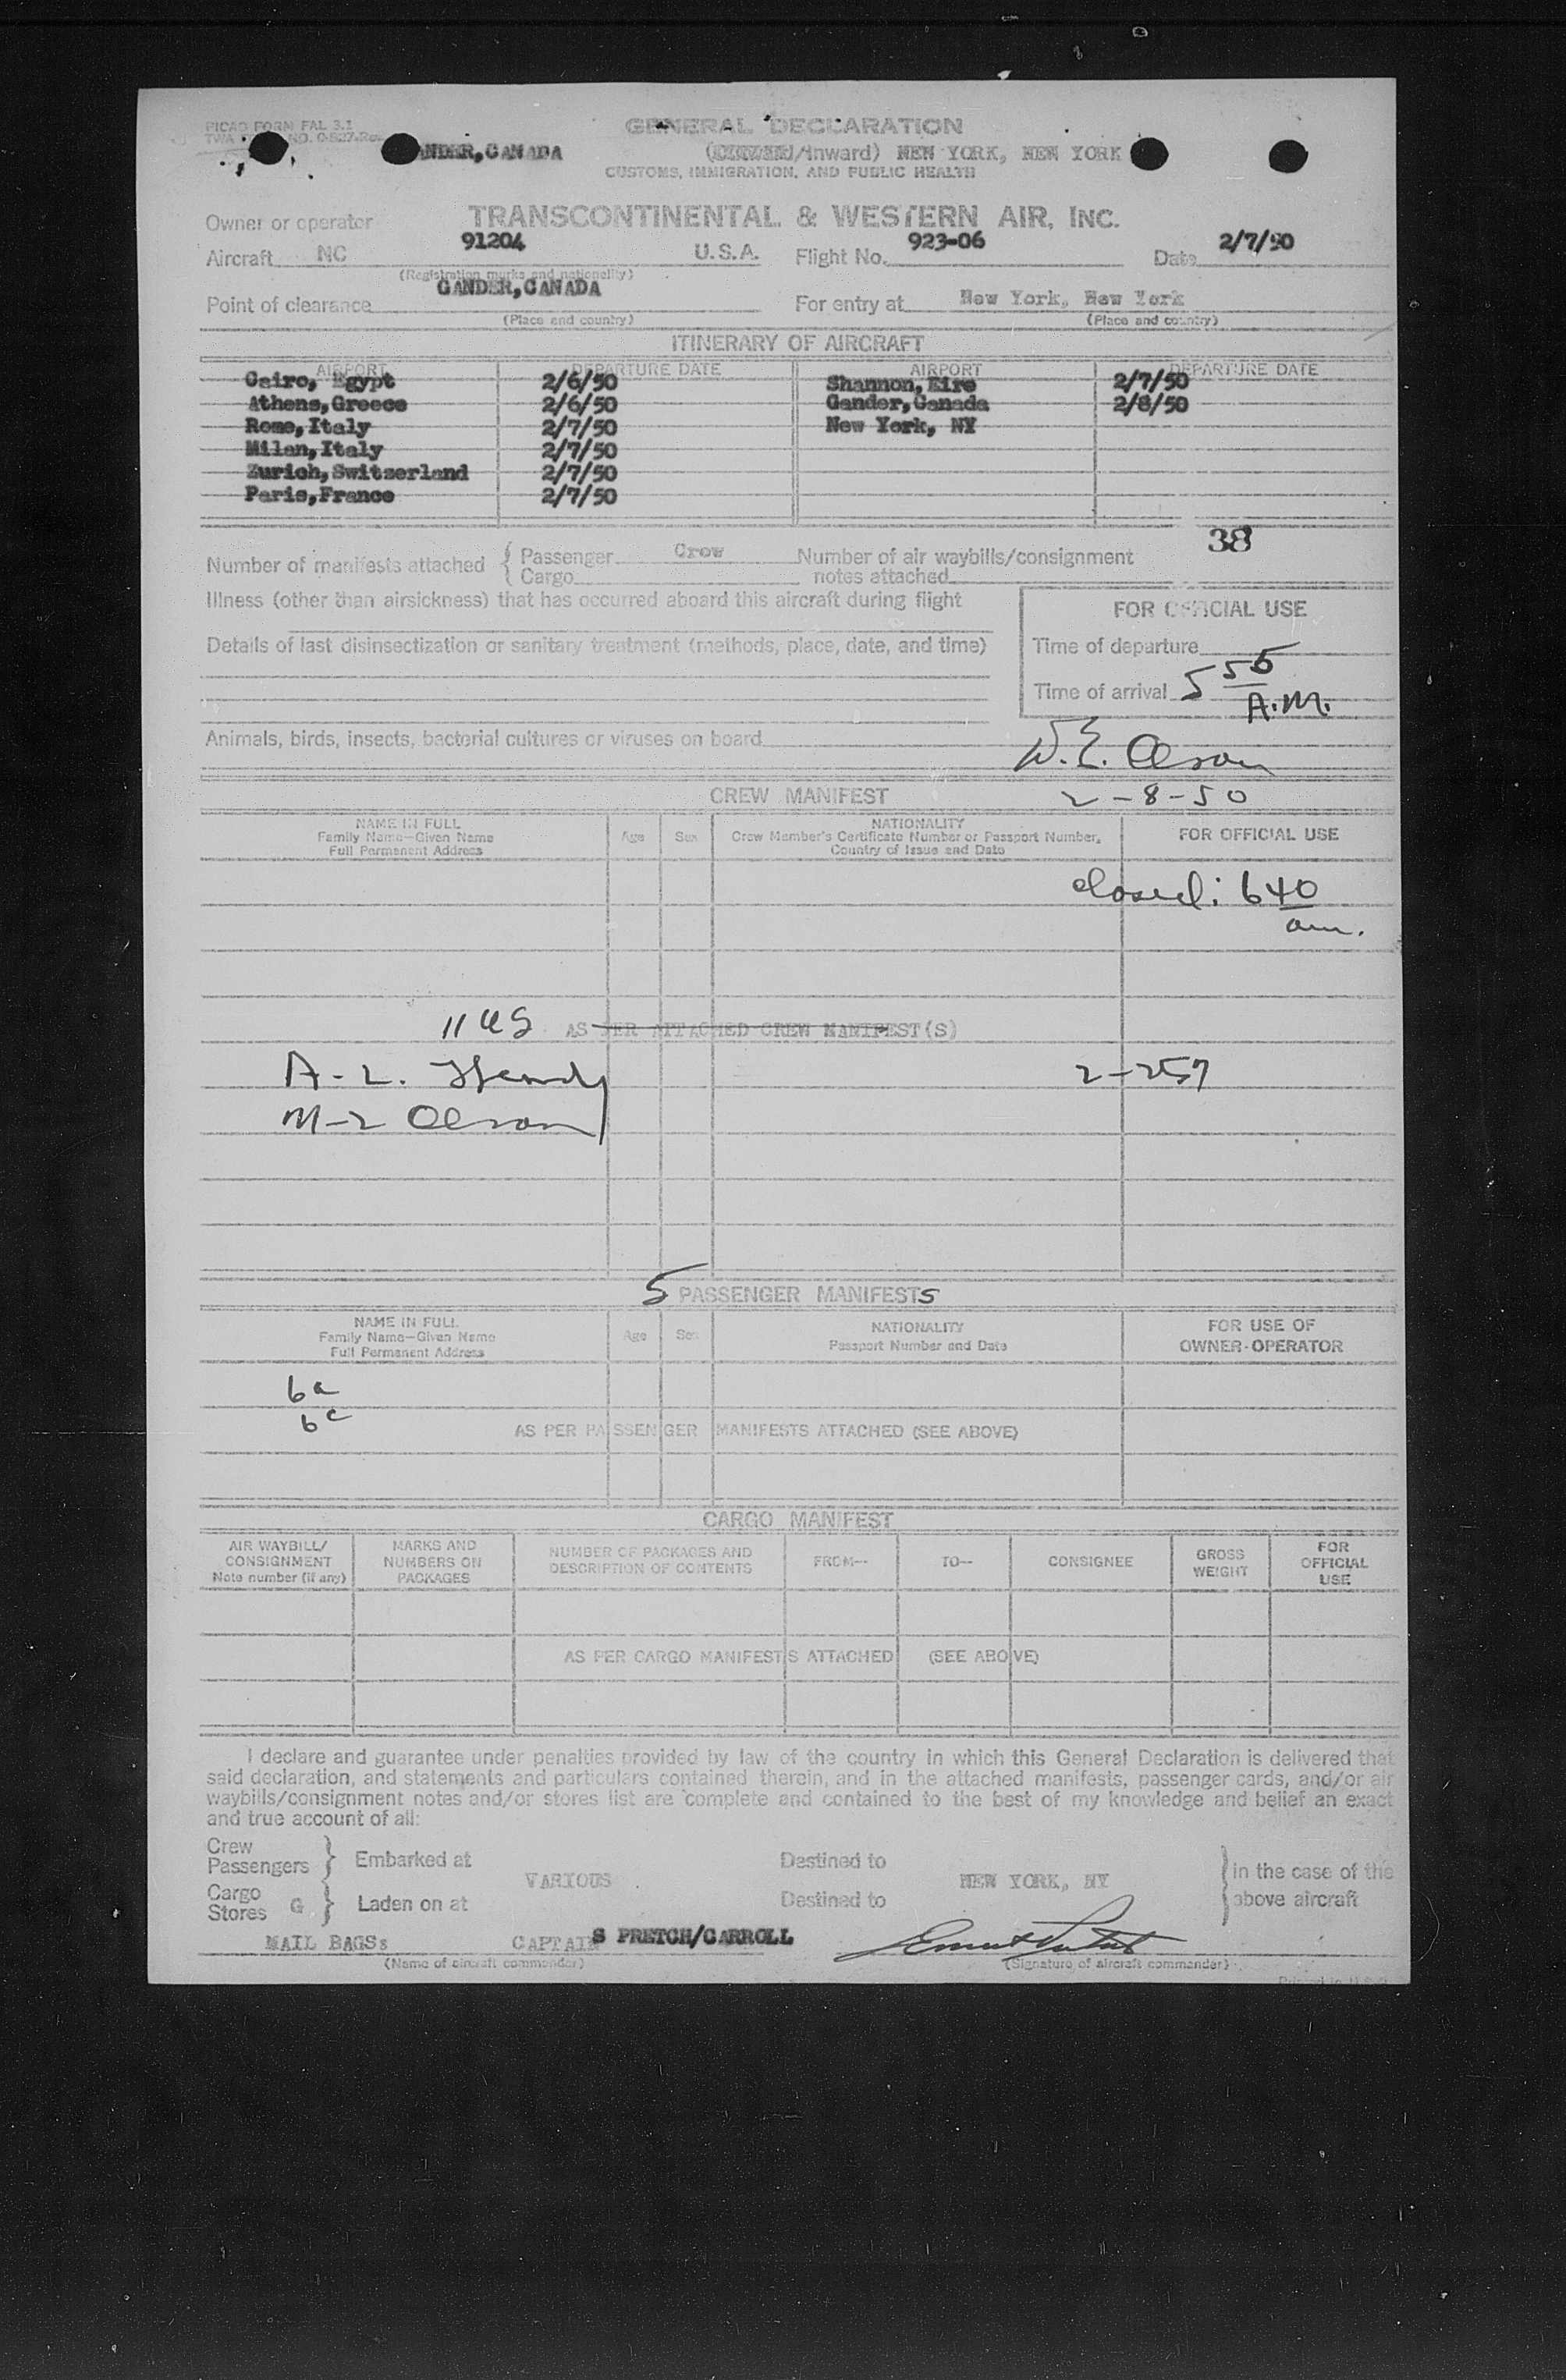 PICAO FORM FAL 3.1
TWA NO. 0-827-Rev
GENERAL DECLARATION
ANDER, CANADA (/Inward) NEW YORK, NEW YORK
CUSTOMS, IMMIGRATION, AND PUBLIC HEALTH
Owner or operator TRANSCONTINENTAL & WESTERN AIR, INC.
Aircraft NC 91204 U.S.A. Flight No. 923-06 Date 2/7/50
(Registration marks and nationality)
Point of clearance GANDER, CANADA For entry at New York, New York
(Place and country) (Place and country)
ITINERARY OF AIRCRAFT
AIRPORT DEPARTURE DATE AIRPORT DEPARTURE DATE
Cairo, Egypt 2/6/50 Shannon, Eire 2/7/50
Athens, Greece 2/6/50 Gander, Canada 2/8/50
Rome, Italy 2/7/50 New York, NY
Milan, Italy 2/7/50
Zurich, Switzerland 2/7/50
Paris, France 2/7/50
38
Number of manifests attached { Passenger Crew Number of air waybills/consignment
{ Cargo notes attached
Illness (other than airsickness) that has occurred aboard this aircraft during flight
FOR OFFICIAL USE
Details of last disinsectization or sanitary treatment (methods, place, date, and time)
Time of departure
Time of arrival 5 55
A.M.
Animals, birds, insects, bacterial cultures or viruses on board
W. E. Olson
CREW MANIFEST 2-8-50
NAME IN FULL
Family Name—Given Name
Full Permanent Address
Age Sex
NATIONALITY
Crew Member's Certificate Number or Passport Number,
Country of Issue and Date
FOR OFFICIAL USE
closed: 6 40
am.
11 US AS PER ATTACHED CREW MANIFEST(S)
A-L. 2-257
M-2 Olson
5 PASSENGER MANIFESTS
NAME IN FULL
Family Name—Given Name
Full Permanent Address
Age Sex
NATIONALITY
Passport Number and Date
FOR USE OF
OWNER-OPERATOR
6a
6c
AS PER PASSENGER MANIFESTS ATTACHED (SEE ABOVE)
CARGO MANIFEST
AIR WAYBILL/
CONSIGNMENT
Note number (if any)
MARKS AND
NUMBERS ON
PACKAGES
NUMBER OF PACKAGES AND
DESCRIPTION OF CONTENTS
FROM—
TO—
CONSIGNEE
GROSS
WEIGHT
FOR
OFFICIAL
USE
AS PER CARGO MANIFESTS ATTACHED (SEE ABOVE)
I declare and guarantee under penalties provided by law of the country in which this General Declaration is delivered that
said declaration, and statements and particulars contained therein, and in the attached manifests, passenger cards, and/or air
waybills/consignment notes and/or stores list are complete and contained to the best of my knowledge and belief an exact
and true account of all:
Crew
Passengers } Embarked at Destined to } in the case of the
VARIOUS NEW YORK, NY
Cargo
Stores G } Laden on at Destined to above aircraft
MAIL BAGS: CAPTAINS PRETCH/CARROLL
(Name of aircraft commander) (Signature of aircraft commander)
Printed in U.S.A.